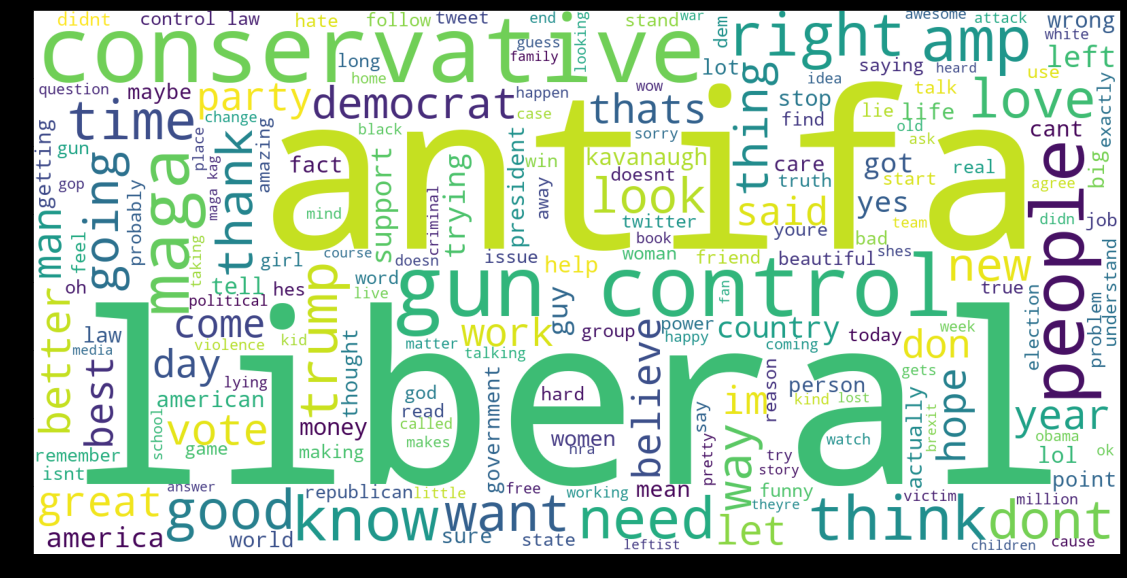 didnt control law hate follow tweet end stand war awesome attack wrong
conservative
looking dem right amp
guess family long home lot saying heard white left
question maybe party democrat happen wow thats stop idea talk use love exactly
time change case sorry thing find lie life old cant
getting gun place maga kag amazing black antifa ask
fact president win kavanaugh care got real big
going maga thank support trying away doesnt truth start agree people
gop probably mind criminal look said yes team didn job
man twitter book youre bad
feel taking girl course doesn issue woman friend beautiful shes new
oh tell hes word help true understand
political live gun control fan
better law come trump guy work group power country today week election problem
media violence kid thought matter talking believe happy coming don
day lying god liberal reason person gets
best american read hard say im kind lost hope year
school vote money called government women way actually brexit obama
remember game making makes nra pretty try watch lol ok
isnt story point
great answer republican little free working mean funny victim million
good know want need theyre think dont
america world sure state leftist let children cause